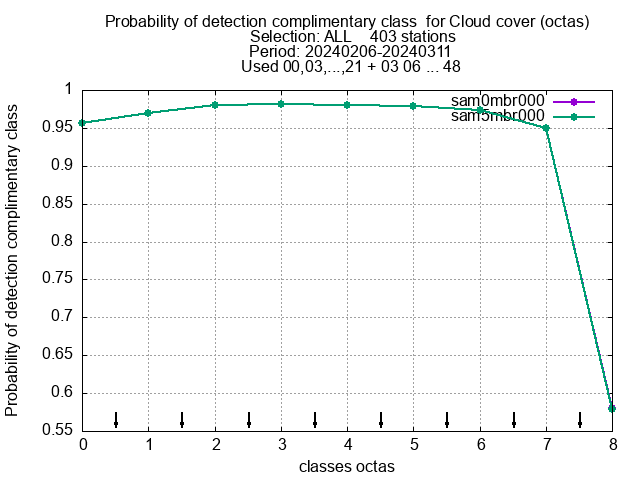 Probability of detection complimentary class  for Cloud cover (octas)
Selection: ALL    403 stations
Period: 20240206-20240311
Used 00,03,...,21 + 03 06 ... 48
sam0mbr000
sam5mbr000
Probability of detection complimentary class
1
0.95
0.9
0.85
0.8
0.75
0.7
0.65
0.6
0.55
0 1 2 3 4 5 6 7 8
classes octas